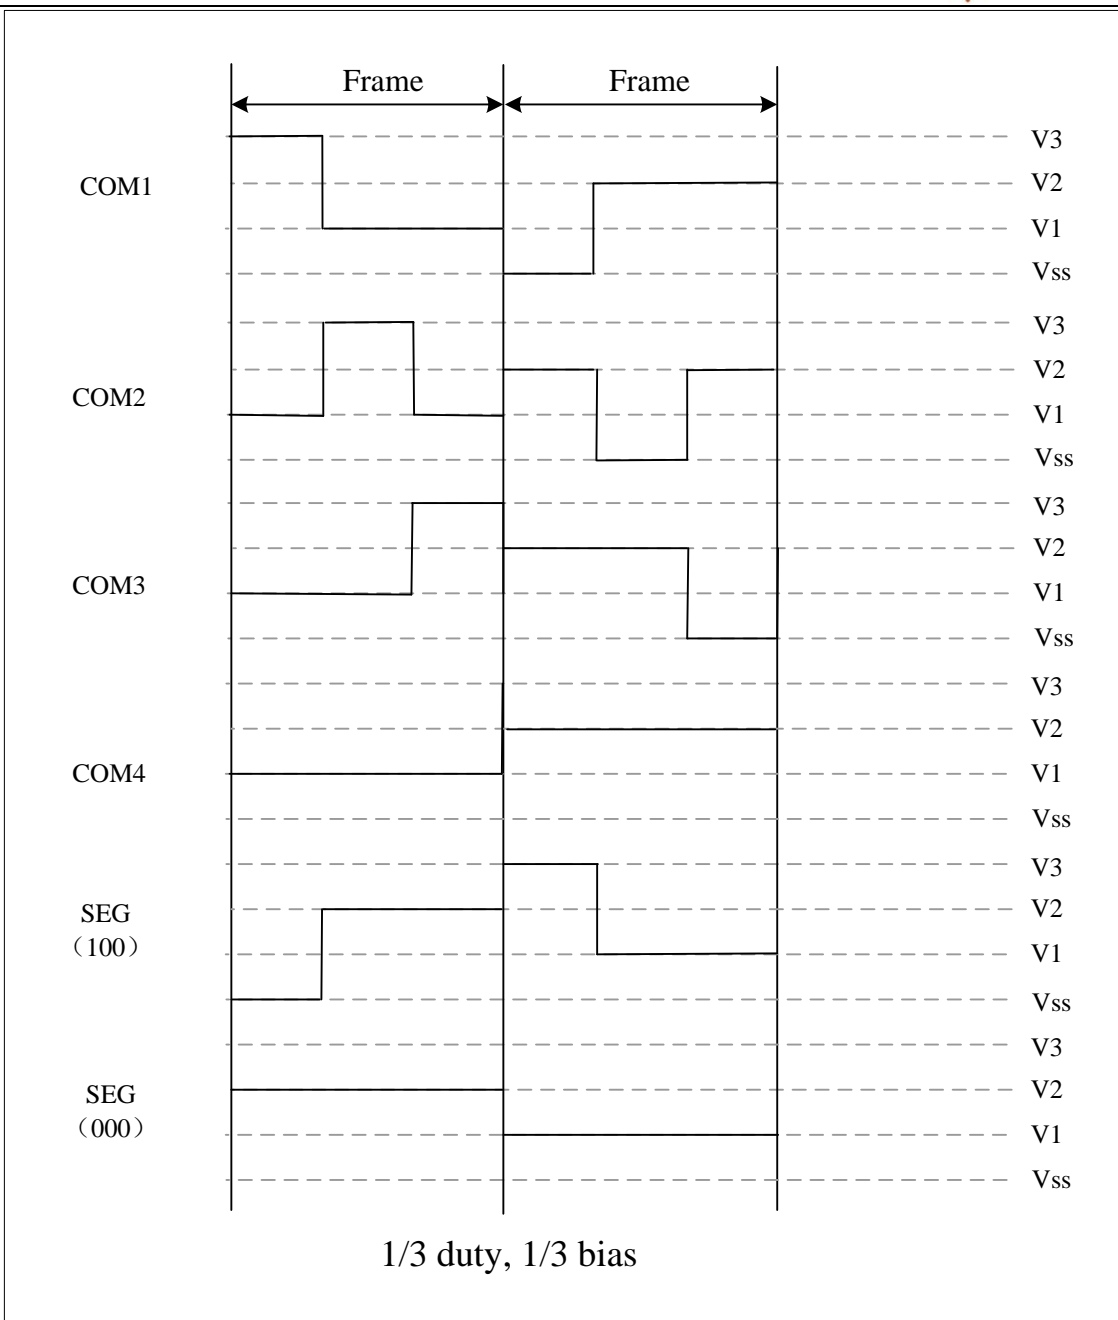 Frame Frame
V3
COM1 V2
V1
Vss
V3
V2
COM2 V1
Vss
V3
V2
COM3 V1
Vss
V3
V2
COM4 V1
Vss
V3
SEG V2
（100） V1
Vss
V3
SEG V2
（000） V1
Vss
1/3 duty, 1/3 bias